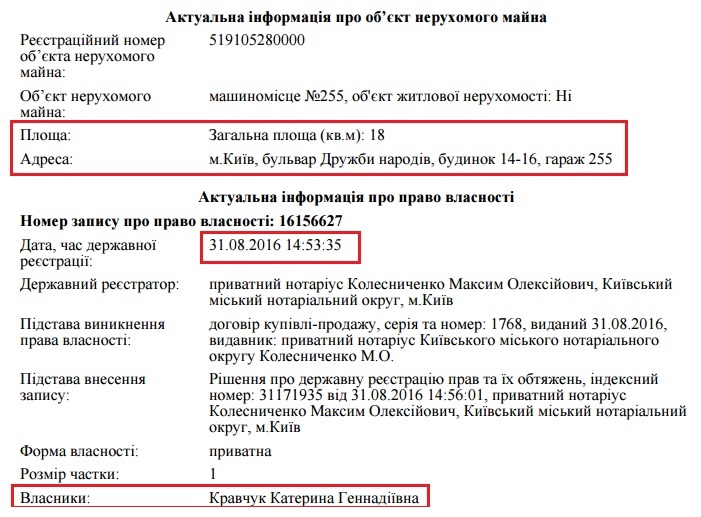 Актуальна інформація про об’єкт нерухомого майна
Реєстраційний номер 519105280000
об’єкта нерухомого
майна:
Об’єкт нерухомого машиномісце №255, об'єкт житлової нерухомості: Ні
майна:
Площа: Загальна площа (кв.м): 18
Адреса: м.Київ, бульвар Дружби народів, будинок 14-16, гараж 255
Актуальна інформація про право власності
Номер запису про право власності: 16156627
Дата, час державної 31.08.2016 14:53:35
реєстрації:
Державний реєстратор: приватний нотаріус Колесниченко Максим Олексійович, Київський
міський нотаріальний округ, м.Київ
Підстава виникнення договір купівлі-продажу, серія та номер: 1768, виданий 31.08.2016,
права власності: видавник: приватний нотаріус Київського міського нотаріального
округу Колесниченко М.О.
Підстава внесення Рішення про державну реєстрацію прав та їх обтяжень, індексний
запису: номер: 31171935 від 31.08.2016 14:56:01, приватний нотаріус
Колесниченко Максим Олексійович, Київський міський нотаріальний
округ, м.Київ
Форма власності: приватна
Розмір частки: 1
Власники: Кравчук Катерина Геннадіївна